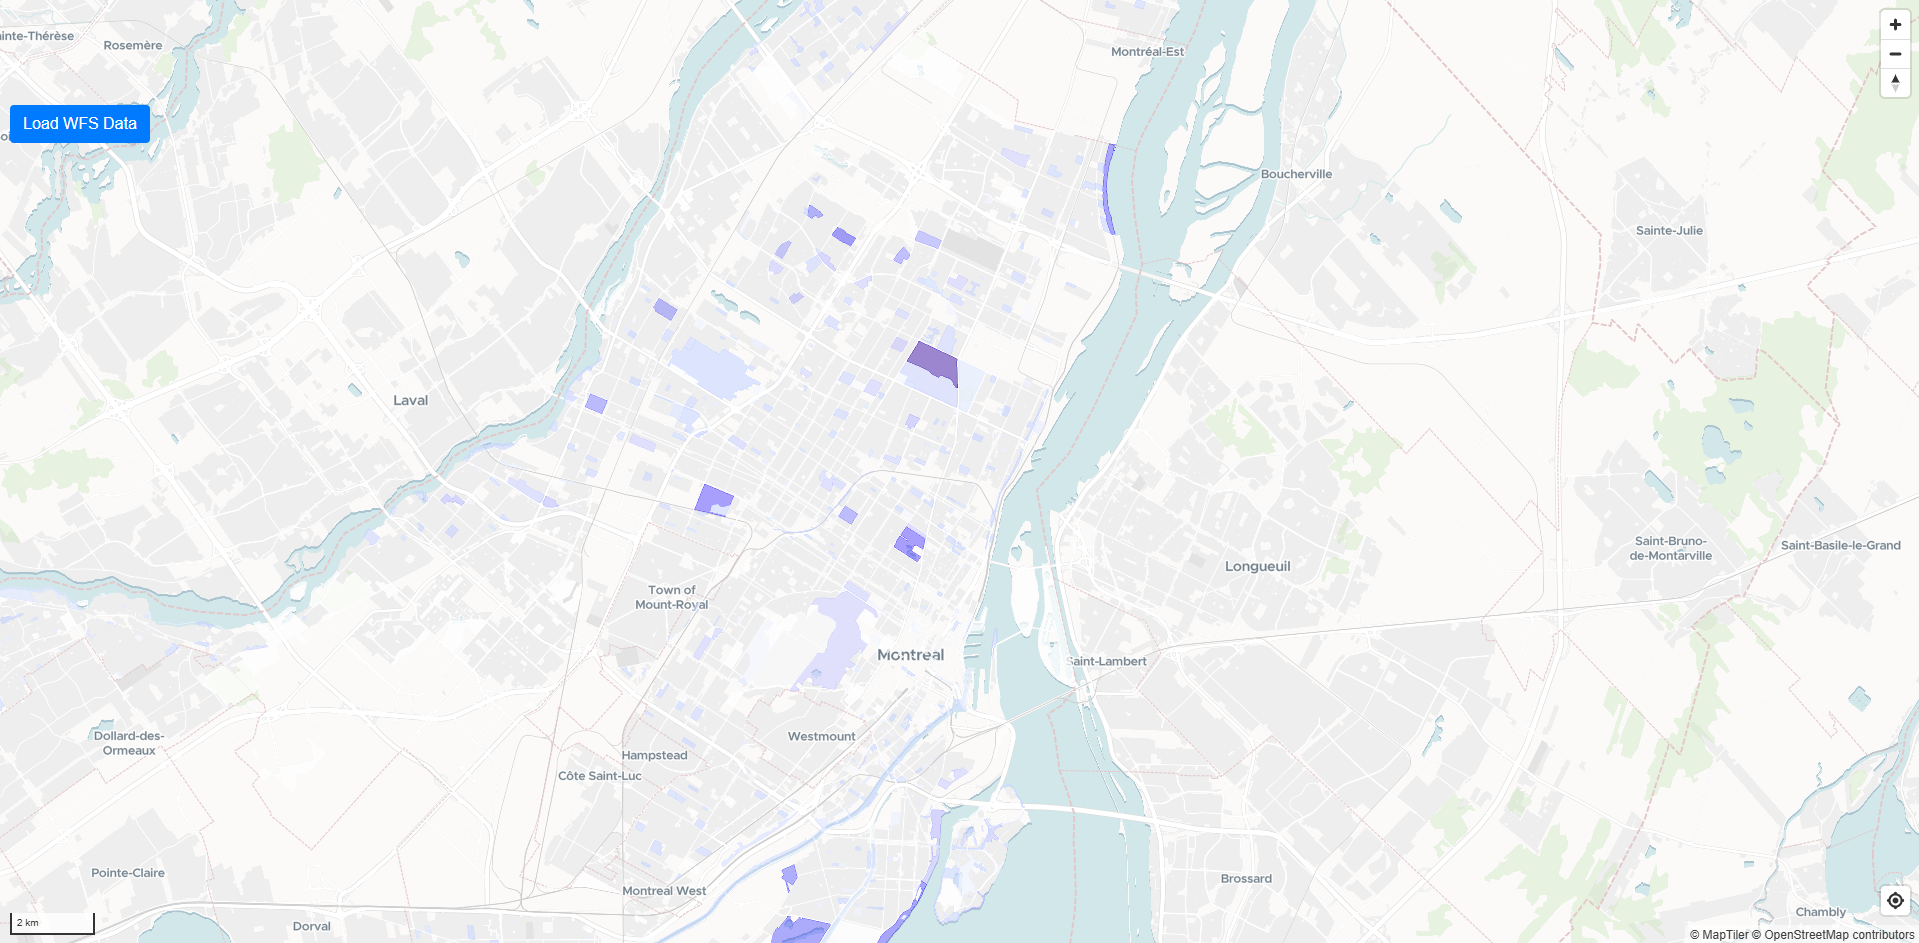 Montréal-Est
Rosemère
Load WFS Data
Boucherville
Sainte-Julie
Laval
Saint-Bruno-
de-Montarville
Saint-Basile-le-Grand
Longueuil
Town of
Mount-Royal
Montreal
Saint-Lambert
Dollard-des-
Ormeaux
Westmount
Hampstead
Côte Saint-Luc
Pointe-Claire
Montreal West
Brossard
Chambly
2 km
Dorval
© MapTiler © OpenStreetMap contributors